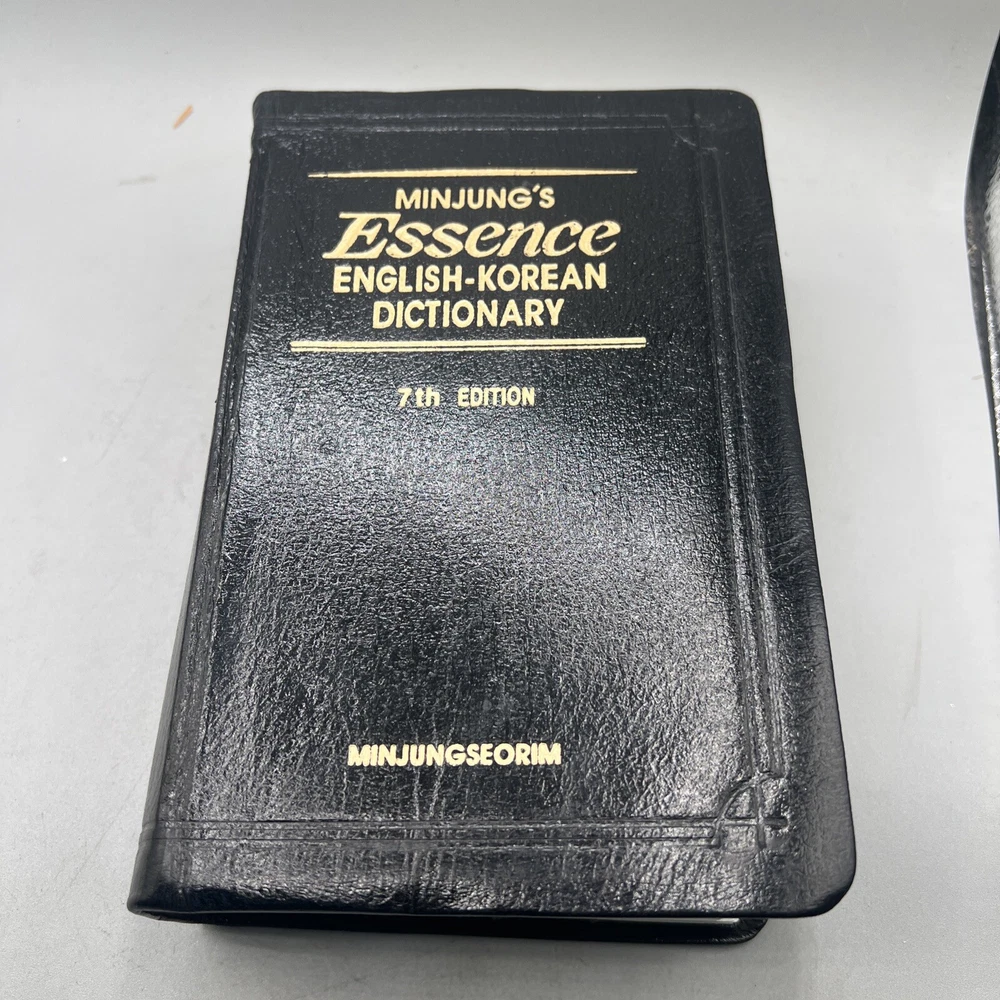 MINJUNG'S
Essence
ENGLISH-KOREAN
DICTIONARY
7th EDITION
MINJUNGSEORIM
A